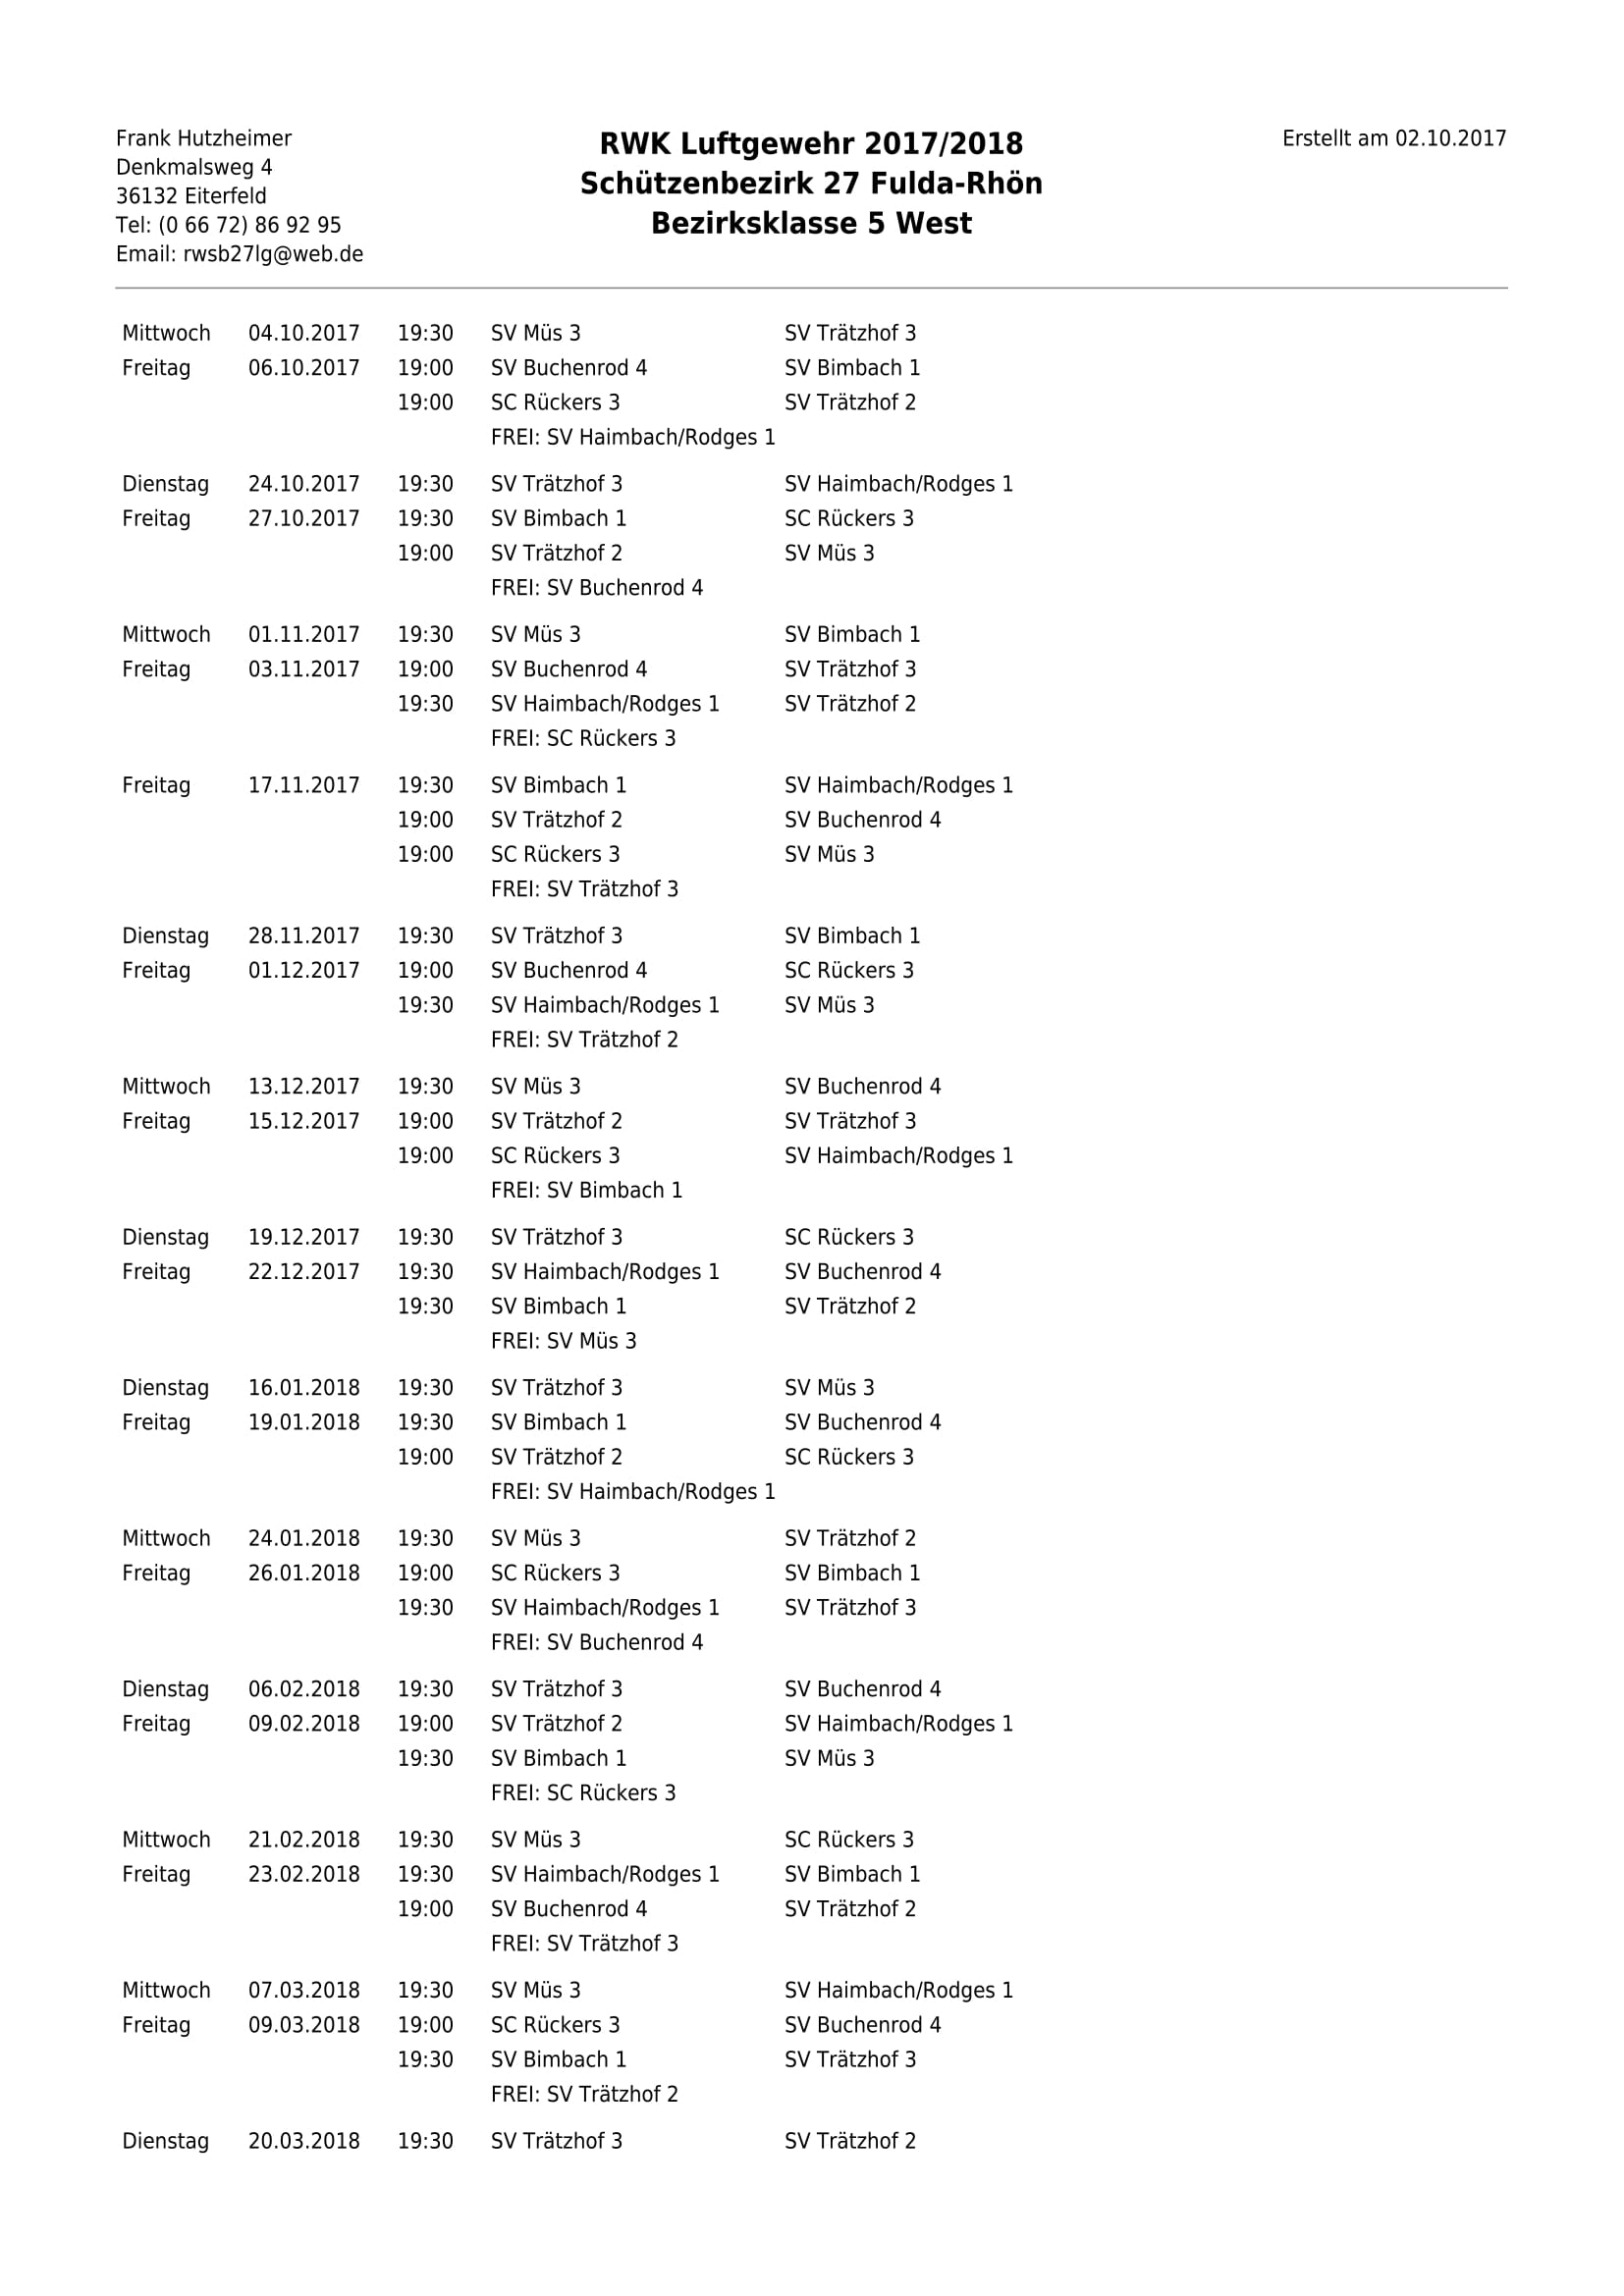 Frank Hutzheimer
Denkmalsweg 4
36132 Eiterfeld
Tel: (0 66 72) 86 92 95
Email: rwsb27lg@web.de
RWK Luftgewehr 2017/2018
Schützenbezirk 27 Fulda-Rhön
Bezirksklasse 5 West
Erstellt am 02.10.2017
Mittwoch 04.10.2017 19:30 SV Müs 3 SV Trätzhof 3
Freitag 06.10.2017 19:00 SV Buchenrod 4 SV Bimbach 1
19:00 SC Rückers 3 SV Trätzhof 2
FREI: SV Haimbach/Rodges 1
Dienstag 24.10.2017 19:30 SV Trätzhof 3 SV Haimbach/Rodges 1
Freitag 27.10.2017 19:30 SV Bimbach 1 SC Rückers 3
19:00 SV Trätzhof 2 SV Müs 3
FREI: SV Buchenrod 4
Mittwoch 01.11.2017 19:30 SV Müs 3 SV Bimbach 1
Freitag 03.11.2017 19:00 SV Buchenrod 4 SV Trätzhof 3
19:30 SV Haimbach/Rodges 1 SV Trätzhof 2
FREI: SC Rückers 3
Freitag 17.11.2017 19:30 SV Bimbach 1 SV Haimbach/Rodges 1
19:00 SV Trätzhof 2 SV Buchenrod 4
19:00 SC Rückers 3 SV Müs 3
FREI: SV Trätzhof 3
Dienstag 28.11.2017 19:30 SV Trätzhof 3 SV Bimbach 1
Freitag 01.12.2017 19:00 SV Buchenrod 4 SC Rückers 3
19:30 SV Haimbach/Rodges 1 SV Müs 3
FREI: SV Trätzhof 2
Mittwoch 13.12.2017 19:30 SV Müs 3 SV Buchenrod 4
Freitag 15.12.2017 19:00 SV Trätzhof 2 SV Trätzhof 3
19:00 SC Rückers 3 SV Haimbach/Rodges 1
FREI: SV Bimbach 1
Dienstag 19.12.2017 19:30 SV Trätzhof 3 SC Rückers 3
Freitag 22.12.2017 19:30 SV Haimbach/Rodges 1 SV Buchenrod 4
19:30 SV Bimbach 1 SV Trätzhof 2
FREI: SV Müs 3
Dienstag 16.01.2018 19:30 SV Trätzhof 3 SV Müs 3
Freitag 19.01.2018 19:30 SV Bimbach 1 SV Buchenrod 4
19:00 SV Trätzhof 2 SC Rückers 3
FREI: SV Haimbach/Rodges 1
Mittwoch 24.01.2018 19:30 SV Müs 3 SV Trätzhof 2
Freitag 26.01.2018 19:00 SC Rückers 3 SV Bimbach 1
19:30 SV Haimbach/Rodges 1 SV Trätzhof 3
FREI: SV Buchenrod 4
Dienstag 06.02.2018 19:30 SV Trätzhof 3 SV Buchenrod 4
Freitag 09.02.2018 19:00 SV Trätzhof 2 SV Haimbach/Rodges 1
19:30 SV Bimbach 1 SV Müs 3
FREI: SC Rückers 3
Mittwoch 21.02.2018 19:30 SV Müs 3 SC Rückers 3
Freitag 23.02.2018 19:30 SV Haimbach/Rodges 1 SV Bimbach 1
19:00 SV Buchenrod 4 SV Trätzhof 2
FREI: SV Trätzhof 3
Mittwoch 07.03.2018 19:30 SV Müs 3 SV Haimbach/Rodges 1
Freitag 09.03.2018 19:00 SC Rückers 3 SV Buchenrod 4
19:30 SV Bimbach 1 SV Trätzhof 3
FREI: SV Trätzhof 2
Dienstag 20.03.2018 19:30 SV Trätzhof 3 SV Trätzhof 2